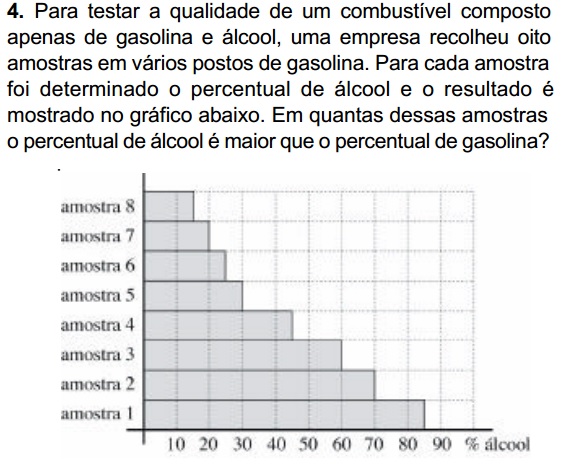 4. Para testar a qualidade de um combustível composto
apenas de gasolina e álcool, uma empresa recolheu oito
amostras em vários postos de gasolina. Para cada amostra
foi determinado o percentual de álcool e o resultado é
mostrado no gráfico abaixo. Em quantas dessas amostras
o percentual de álcool é maior que o percentual de gasolina?
amostra 8
amostra 7
amostra 6
amostra 5
amostra 4
amostra 3
amostra 2
amostra 1
10 20 30 40 50 60 70 80 90 % álcool